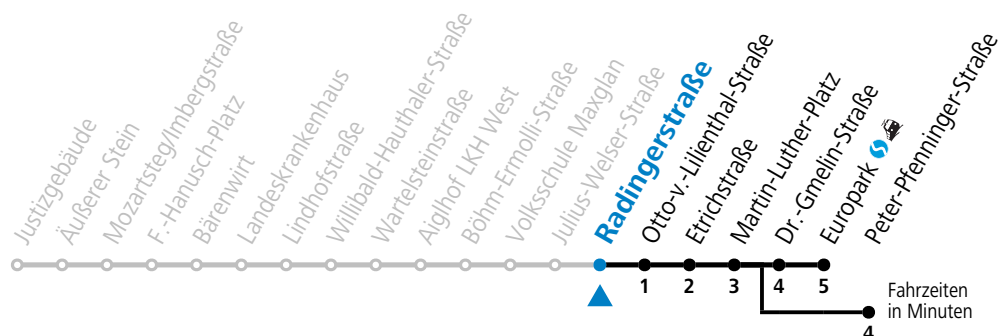 Justizgebäude
Äußerer Stein
Mozartsteg/Imbergstraße
F.-Hanusch-Platz
Bärenwirt
Landeskrankenhaus
Lindhofstraße
Willibald-Hauthaler-Straße
Wartelsteinstraße
Aiglhof LKH West
Böhm-Ermolli-Straße
Volksschule Maxglan
Julius-Welser-Straße
Radingerstraße
Otto-v.-Lilienthal-Straße
Etrichstraße
Martin-Luther-Platz
Dr.-Gmelin-Straße
Europark
Peter-Pfenninger-Straße
1 2 3 4 5
Fahrzeiten
in Minuten
4